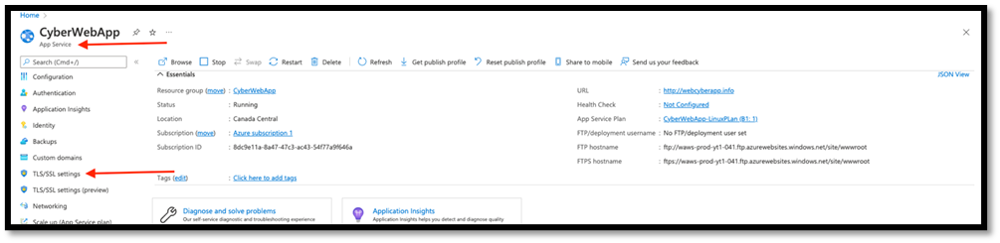 Home >
CyberWebApp
App Service
Search (Cmd+/)
Configuration
Authentication
Application Insights
Identity
Backups
Custom domains
TLS/SSL settings
TLS/SSL settings (preview)
Networking
Scale up (App Service plan)
Browse Stop Swap Restart Delete Refresh Get publish profile Reset publish profile Share to mobile Send us your feedback
Essentials JSON View
Resource group (move) : CyberWebApp
Status : Running
Location : Canada Central
Subscription (move) : Azure subscription 1
Subscription ID : 8dc9e11a-8a47-47c3-ac43-54f77a9f646a
URL : http://webcyberapp.info
Health Check : Not Configured
App Service Plan : CyberWebApp-LinuxPLan (B1: 1)
FTP/deployment username : No FTP/deployment user set
FTP hostname : ftp://waws-prod-yt1-041.ftp.azurewebsites.windows.net/site/wwwroot
FTPS hostname : ftps://waws-prod-yt1-041.ftp.azurewebsites.windows.net/site/wwwroot
Tags (edit) : Click here to add tags
Diagnose and solve problems
Our self-service diagnostic and troubleshooting experience
Application Insights
Application Insights helps you detect and diagnose quality